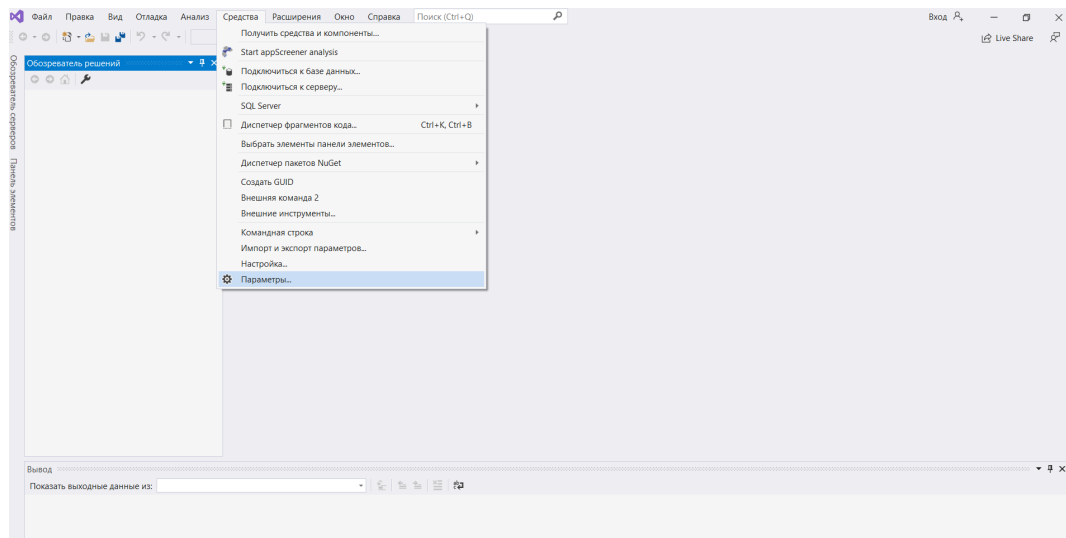 Файл Правка Вид Отладка Анализ Средства Расширения Окно Справка Поиск (Ctrl+Q) Вход
Live Share
Обозреватель серверов
Панель элементов
Обозреватель решений
Получить средства и компоненты...
Start appScreener analysis
Подключиться к базе данных...
Подключиться к серверу...
SQL Server
Диспетчер фрагментов кода... Ctrl+K, Ctrl+B
Выбрать элементы панели элементов...
Диспетчер пакетов NuGet
Создать GUID
Внешняя команда 2
Внешние инструменты...
Командная строка
Импорт и экспорт параметров...
Настройка...
Параметры...
Вывод
Показать выходные данные из: